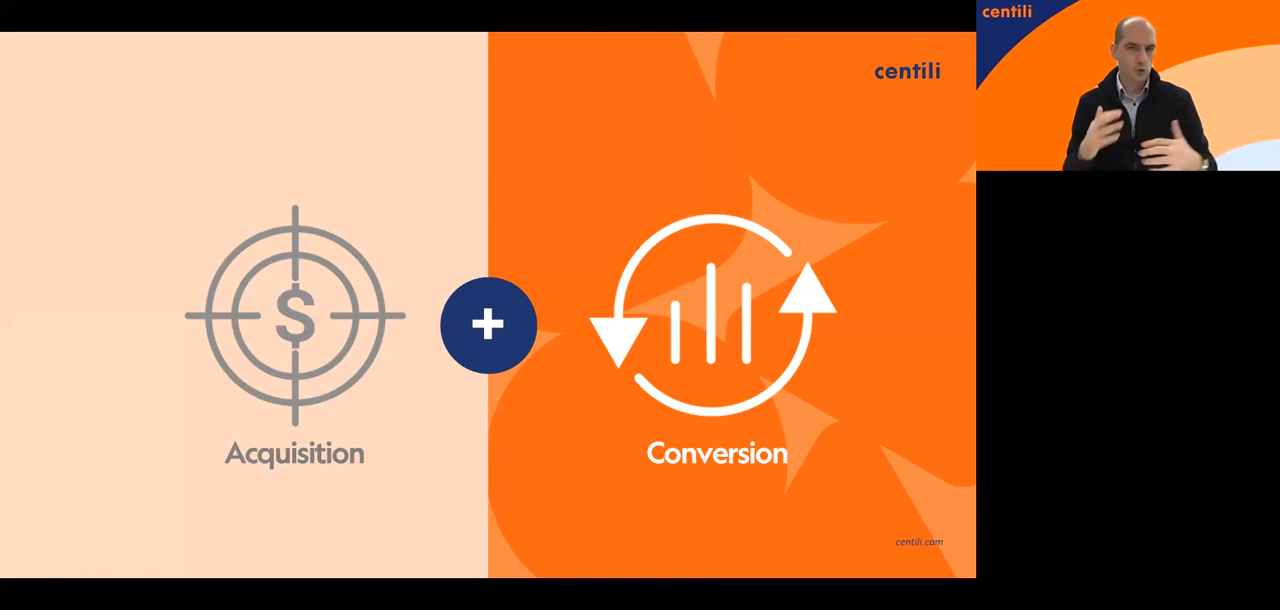 centili
centili
$
+
Acquisition
Conversion
centili.com